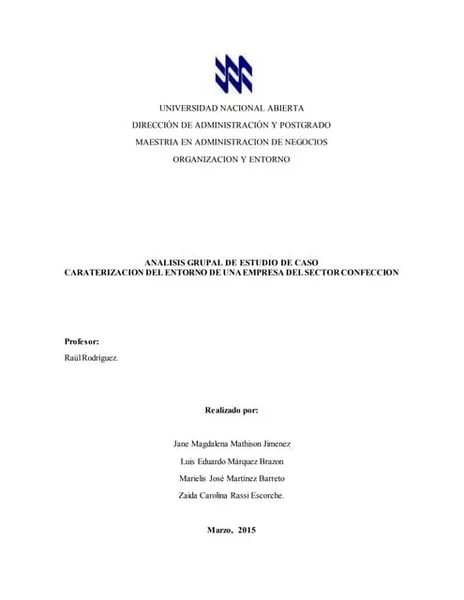 UNIVERSIDAD NACIONAL ABIERTA
DIRECCIÓN DE ADMINISTRACIÓN Y POSTGRADO
MAESTRIA EN ADMINISTRACION DE NEGOCIOS
ORGANIZACION Y ENTORNO
ANALISIS GRUPAL DE ESTUDIO DE CASO
CARATERIZACION DEL ENTORNO DE UNA EMPRESA DEL SECTOR CONFECCION
Profesor:
Raúl Rodríguez.
Realizado por:
Jane Magdalena Mathison Jimenez
Luis Eduardo Márquez Brazon
Marielis José Martínez Barreto
Zaida Carolina Rassi Escorche.
Marzo, 2015